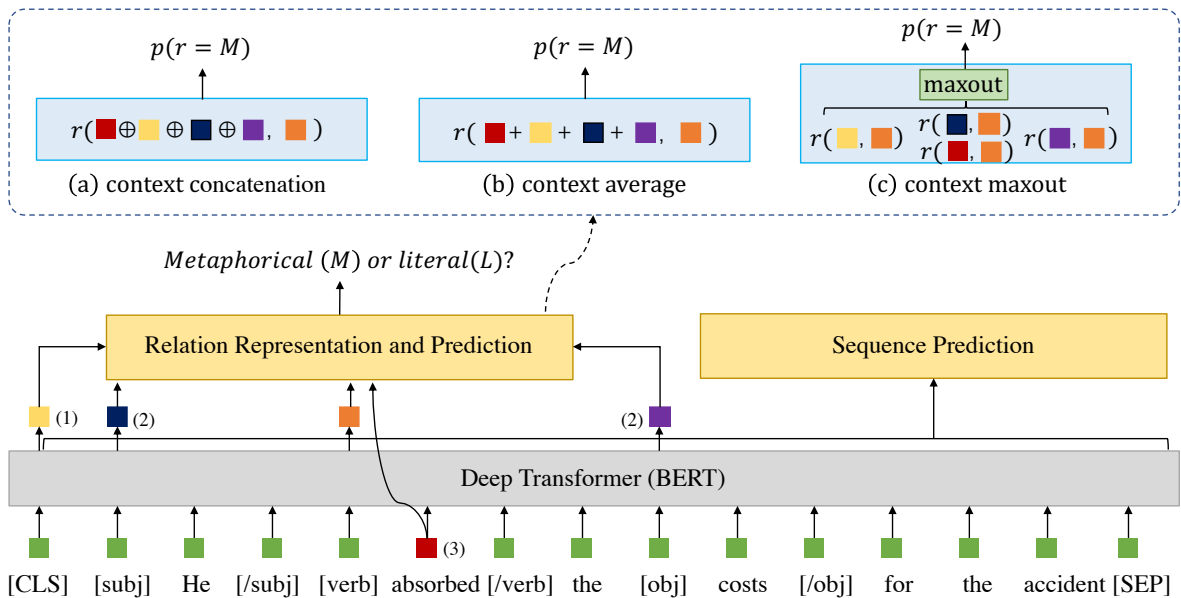 p(r = M)
p(r = M)
p(r = M)
maxout
r(⊕ ⊕ ⊕ , )
r( + + + , )
r( , )
r( , )
r( , )
r( , )
(a) context concatenation
(b) context average
(c) context maxout
Metaphorical (M) or literal(L)?
Relation Representation and Prediction
Sequence Prediction
(1)
(2)
(2)
Deep Transformer (BERT)
(3)
[CLS] [subj] He [/subj] [verb] absorbed [/verb] the [obj] costs [/obj] for the accident [SEP]